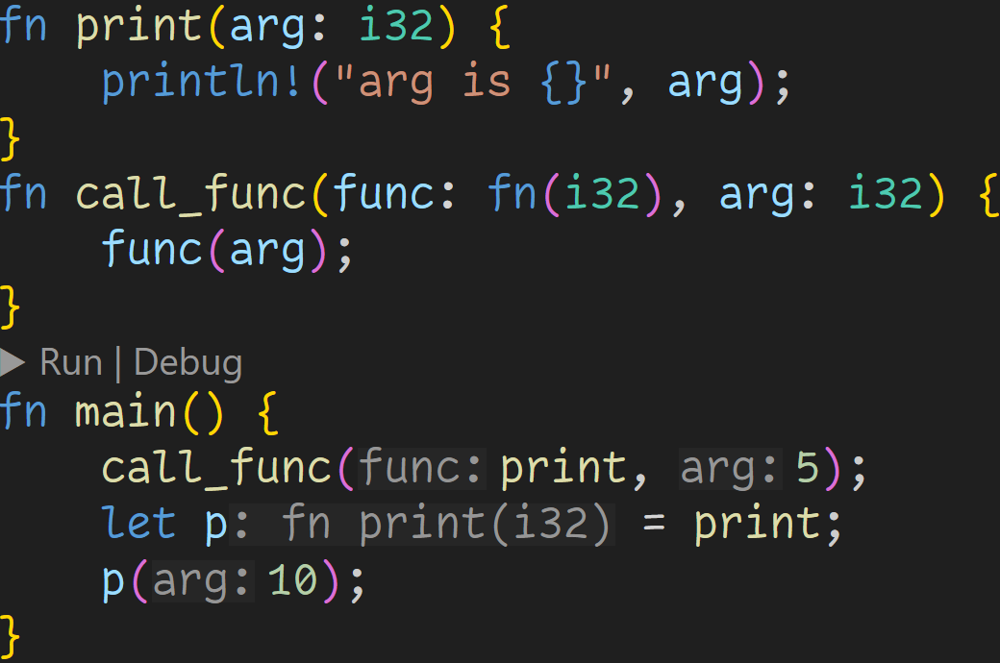 fn print(arg: i32) {
    println!("arg is {}", arg);
}
fn call_func(func: fn(i32), arg: i32) {
    func(arg);
}
▶ Run | Debug
fn main() {
    call_func(func: print, arg: 5);
    let p: fn print(i32) = print;
    p(arg: 10);
}